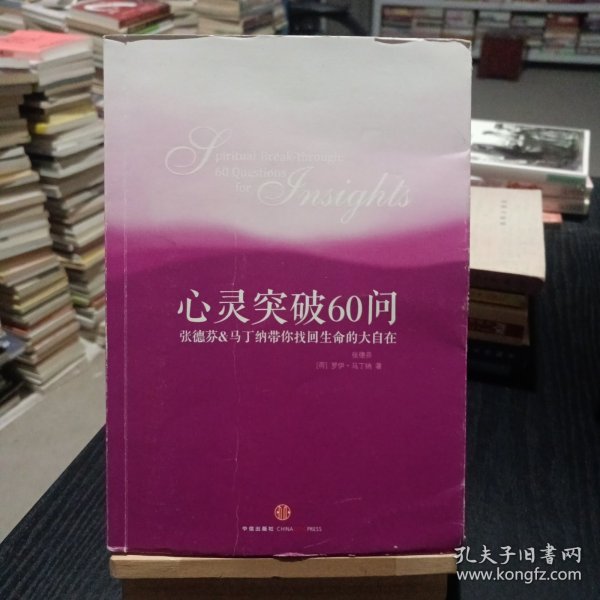 Spiritual Break-through:
60 Questions
for Insights
心灵突破60问
张德芬&马丁纳带你找回生命的大自在
张德芬
[荷] 罗伊·马丁纳 著
中信出版社 CHINA CITIC PRESS
孔夫子旧书网
www.kongfz.com